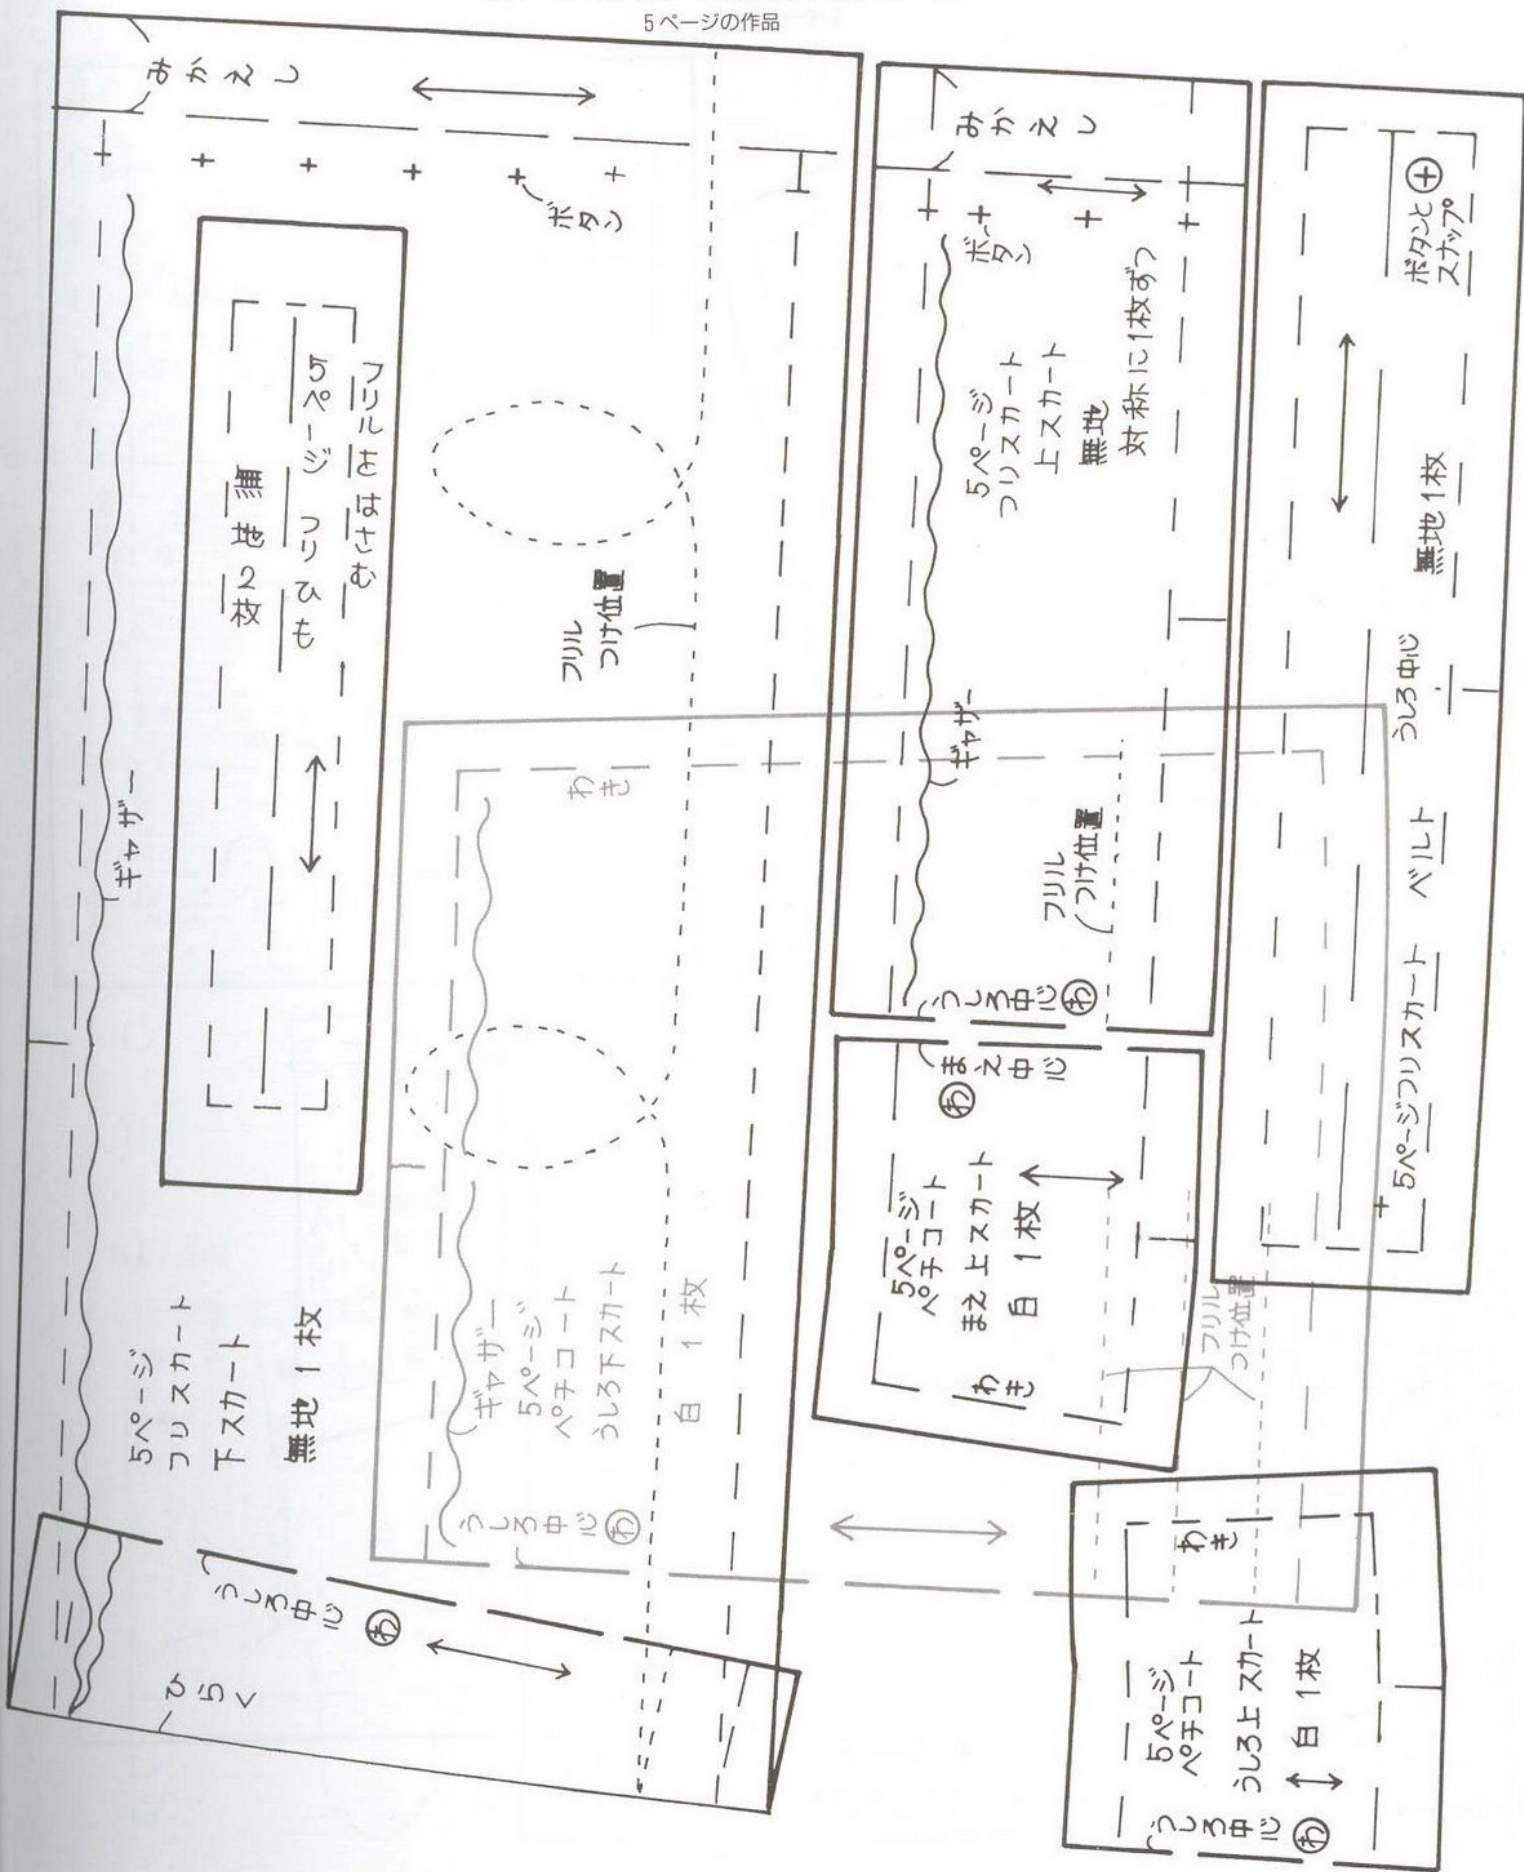 5ページの作品
みかえし
ボタン
ギャザー
フリルをはさむ
5ページ つりひも
無地2枚
フリル
つけ位置
5ページ
フリスカート
下スカート
無地1枚
うしろ中心 わ
ひらく
わき
ギャザー
5ページ
ペチコート
うしろ下スカート
白 1枚
うしろ中心 わ
フリル
つけ位置
みかえし
ボタン
5ページ
フリスカート
上スカート
無地
対称に1枚ずつ
ギャザー
フリル
つけ位置
うしろ中心 わ
まえ中心
わ
5ページ
ペチコート
まえ上スカート
白 1枚
わき
ボタンと
スナップ
無地1枚
うしろ中心
5ページフリスカート ベルト
わき
5ページ
ペチコート
うしろ上スカート
白 1枚
うしろ中心 わ